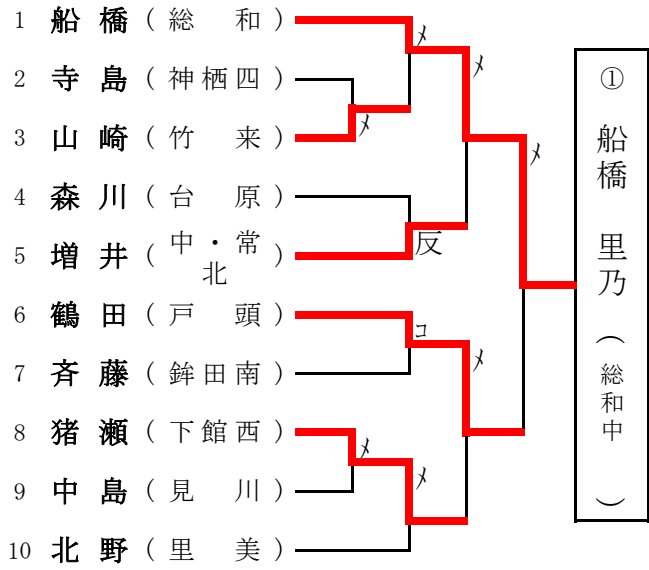 1 船橋（総和）
2 寺島（神栖四）
3 山崎（竹来）
4 森川（台原）
5 増井（中・常北）
6 鶴田（戸頭）
7 斉藤（鉾田南）
8 猪瀬（下館西）
9 中島（見川）
10 北野（里美）
メ
メ
メ
メ
反
コ
メ
メ
メ
① 船橋 里乃（総和中）